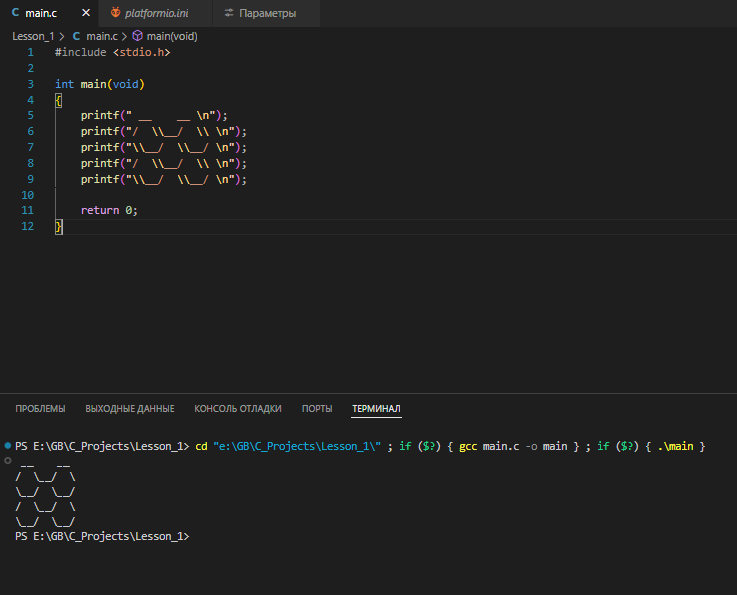 main.c platformio.ini Параметры
Lesson_1 > C main.c > main(void)
1 #include <stdio.h>
2
3 int main(void)
4 {
5     printf(" __    __ \n");
6     printf("/  \\__/  \\ \n");
7     printf("\\__/  \\__/ \n");
8     printf("/  \\__/  \\ \n");
9     printf("\\__/  \\__/ \n");
10
11     return 0;
12 }
ПРОБЛЕМЫ ВЫХОДНЫЕ ДАННЫЕ КОНСОЛЬ ОТЛАДКИ ПОРТЫ ТЕРМИНАЛ
PS E:\GB\C_Projects\Lesson_1> cd "e:\GB\C_Projects\Lesson_1\" ; if ($?) { gcc main.c -o main } ; if ($?) { .\main }
 __    __
/  \__/  \
\__/  \__/
/  \__/  \
\__/  \__/
PS E:\GB\C_Projects\Lesson_1>